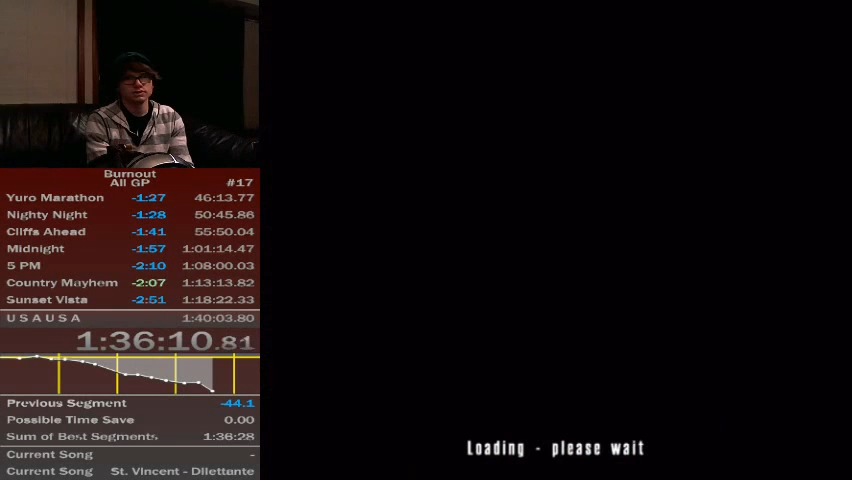 Burnout
All GP #17
Yuro Marathon -1:27 46:13.77
Nighty Night -1:28 50:45.86
Cliffs Ahead -1:41 55:50.04
Midnight -1:57 1:01:14.47
5 PM -2:10 1:08:00.03
Country Mayhem -2:07 1:13:13.82
Sunset Vista -2:51 1:18:22.33
U S A U S A 1:40:03.80
1:36:10.81
Previous Segment -44.1
Possible Time Save 0.00
Sum of Best Segments 1:36:28
Current Song -
Current Song St. Vincent - Dilettante
Loading - please wait